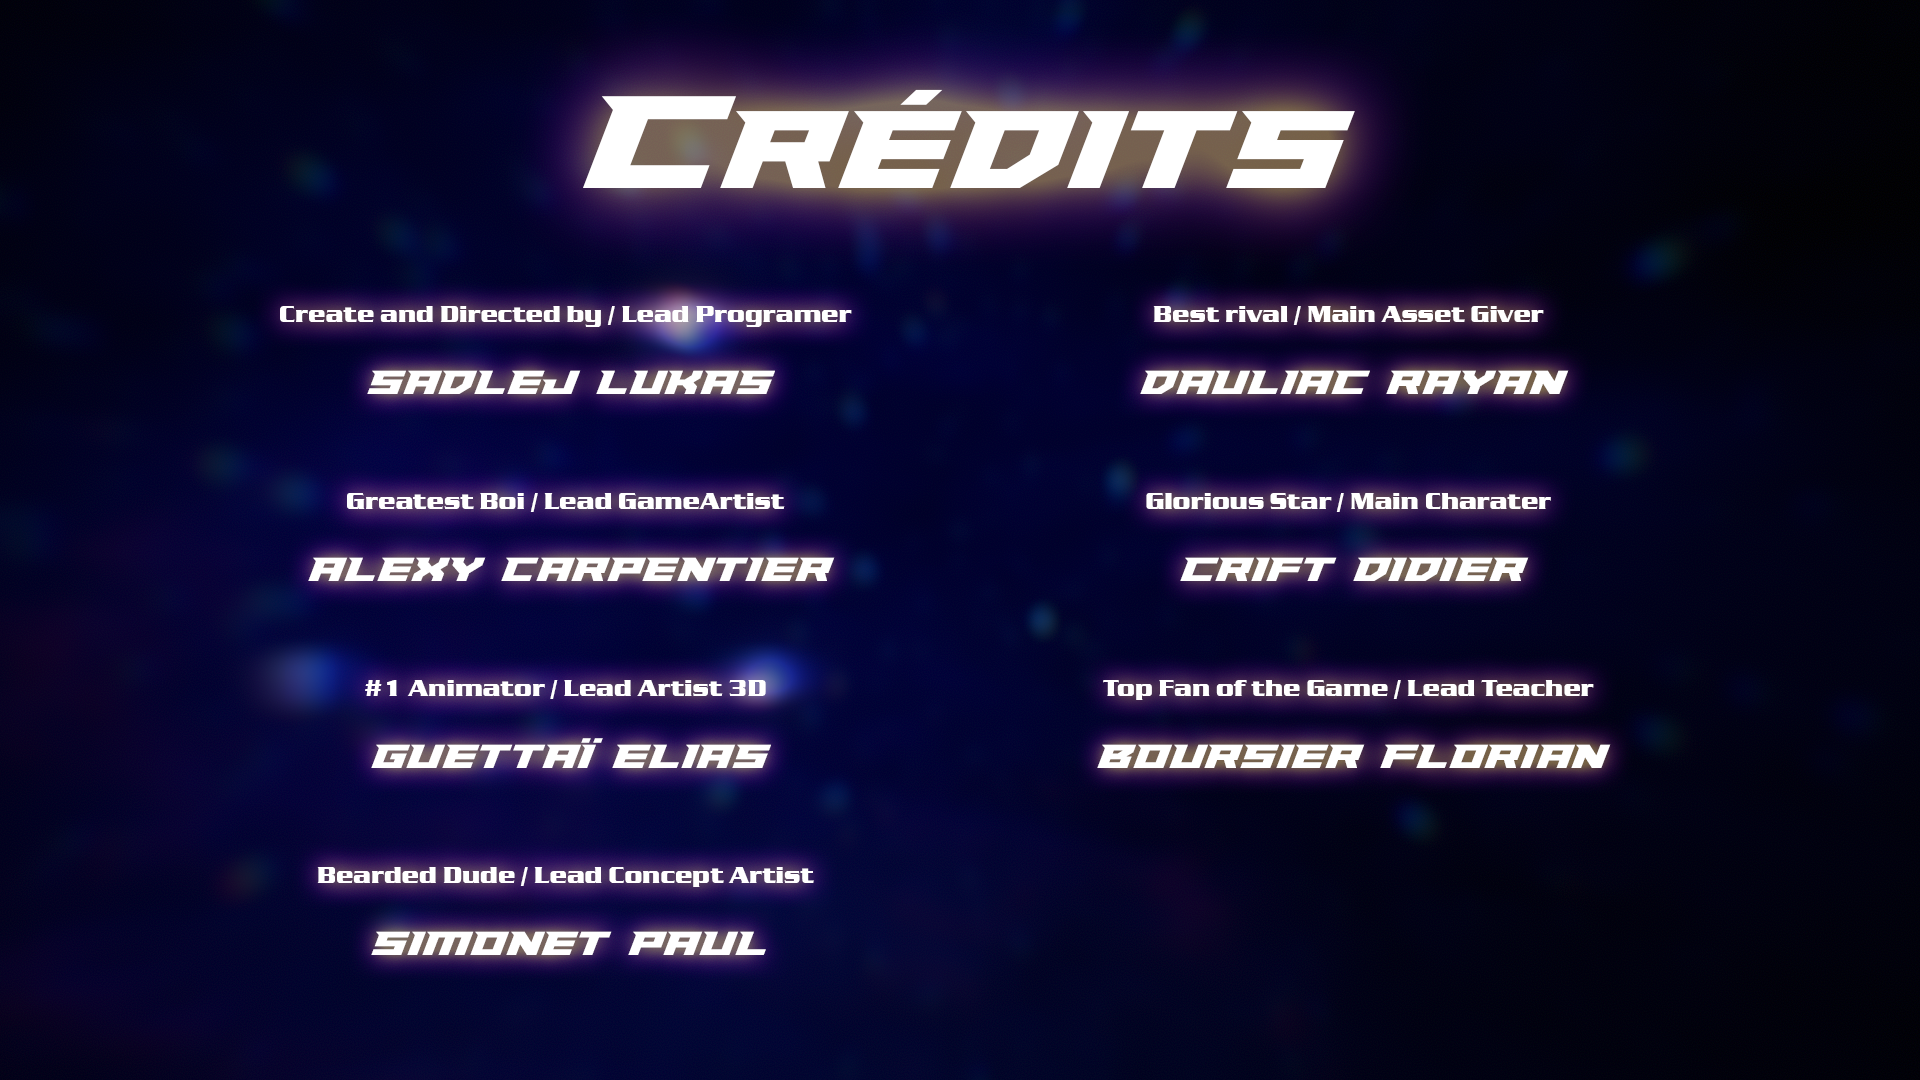 Crédits
Create and Directed by / Lead Programer
SADLEJ LUKAS
Greatest Boi / Lead GameArtist
ALEXY CARPENTIER
#1 Animator / Lead Artist 3D
GUETTAÏ ELIAS
Bearded Dude / Lead Concept Artist
SIMONET PAUL
Best rival / Main Asset Giver
DAULIAC RAYAN
Glorious Star / Main Charater
CRIFT DIDIER
Top Fan of the Game / Lead Teacher
BOURSIER FLORIAN